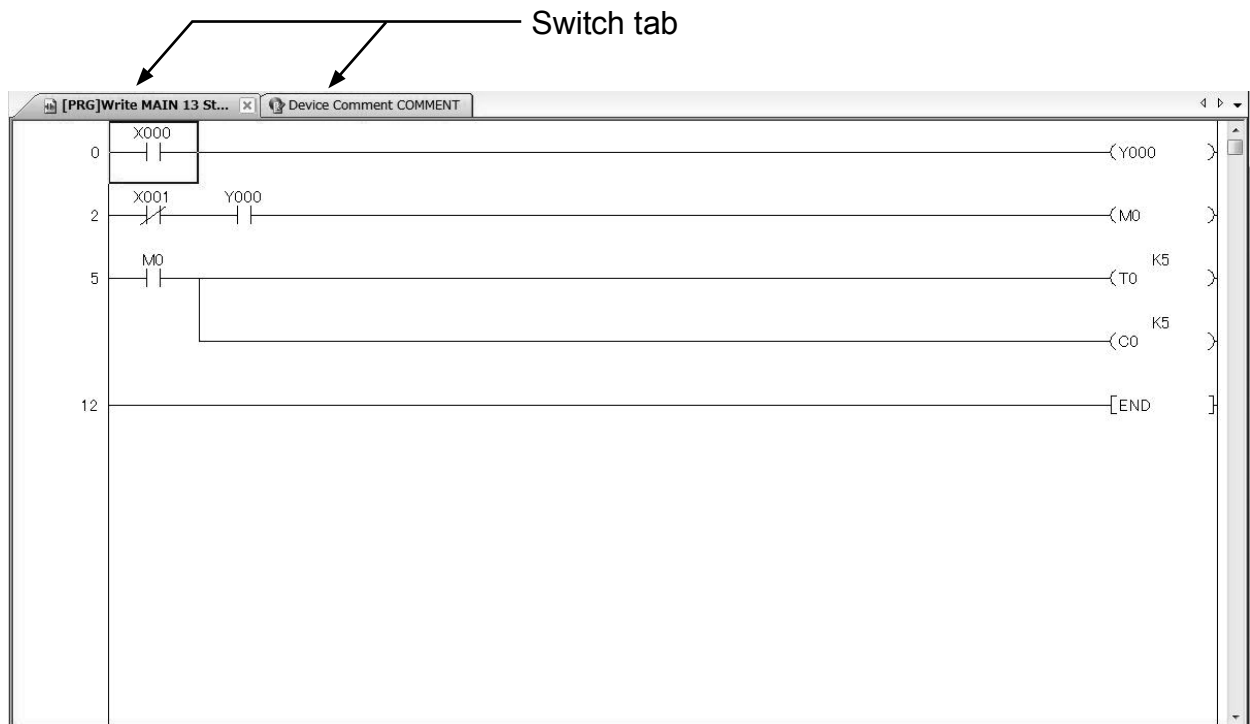 Switch tab
[PRG]Write MAIN 13 St... Device Comment COMMENT
X000
0 Y000
X001 Y000
2 M0
M0 K5
5 T0
K5
C0
12 END